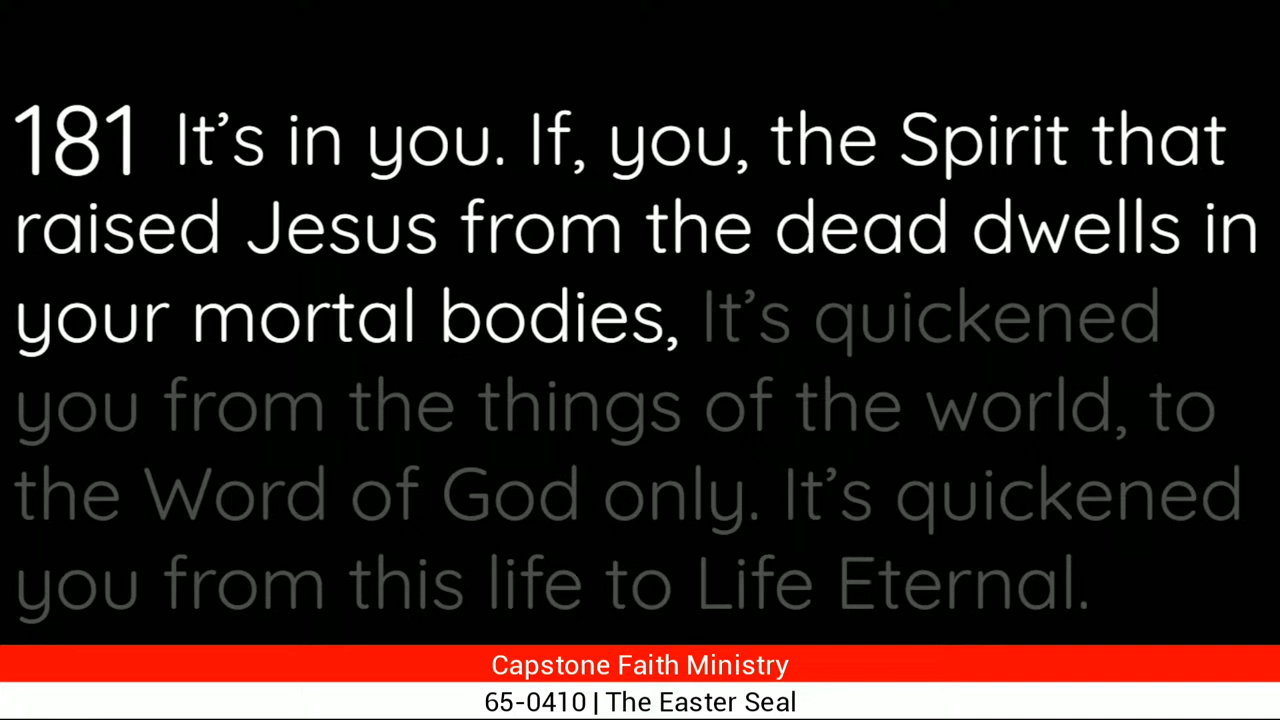 181 It’s in you. If, you, the Spirit that
raised Jesus from the dead dwells in
your mortal bodies, It’s quickened
you from the things of the world, to
the Word of God only. It’s quickened
you from this life to Life Eternal.
Capstone Faith Ministry
65-0410 | The Easter Seal